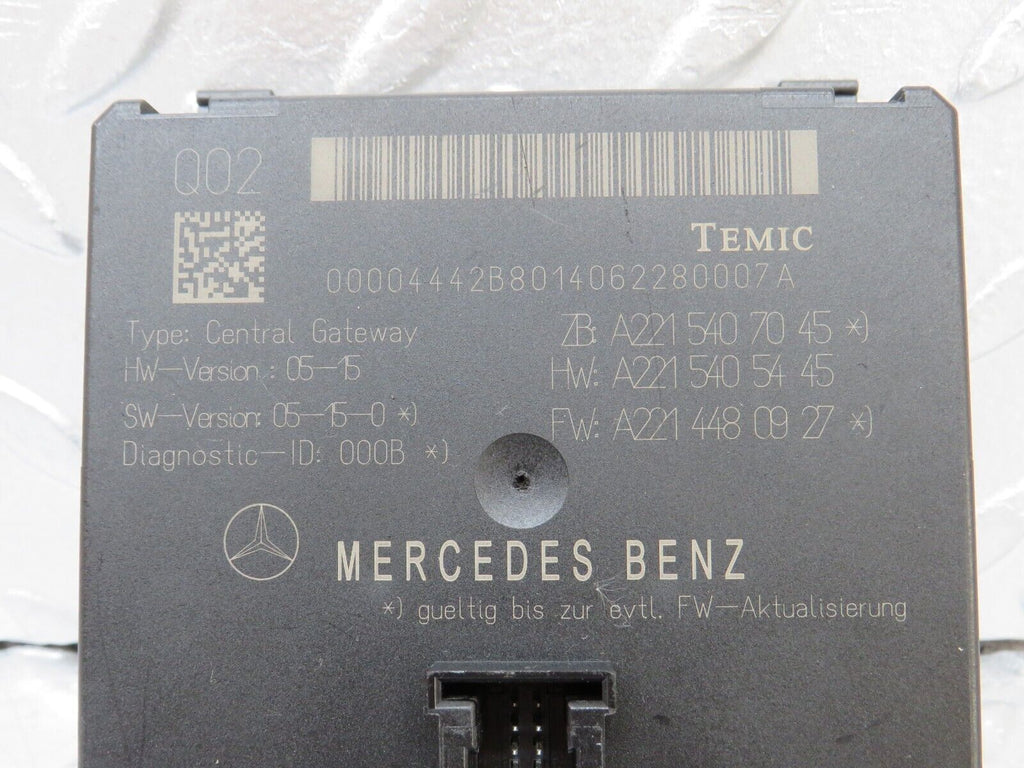 Q02
TEMIC
00004442B8014062280007A
Type: Central Gateway
ZB: A221 540 70 45 *)
HW-Version : 05-15
HW: A221 540 54 45
SW-Version: 05-15-0 *)
FW: A221 448 09 27 *)
Diagnostic-ID: 000B *)
MERCEDES BENZ
*) gueltig bis zur evtl. FW-Aktualisierung